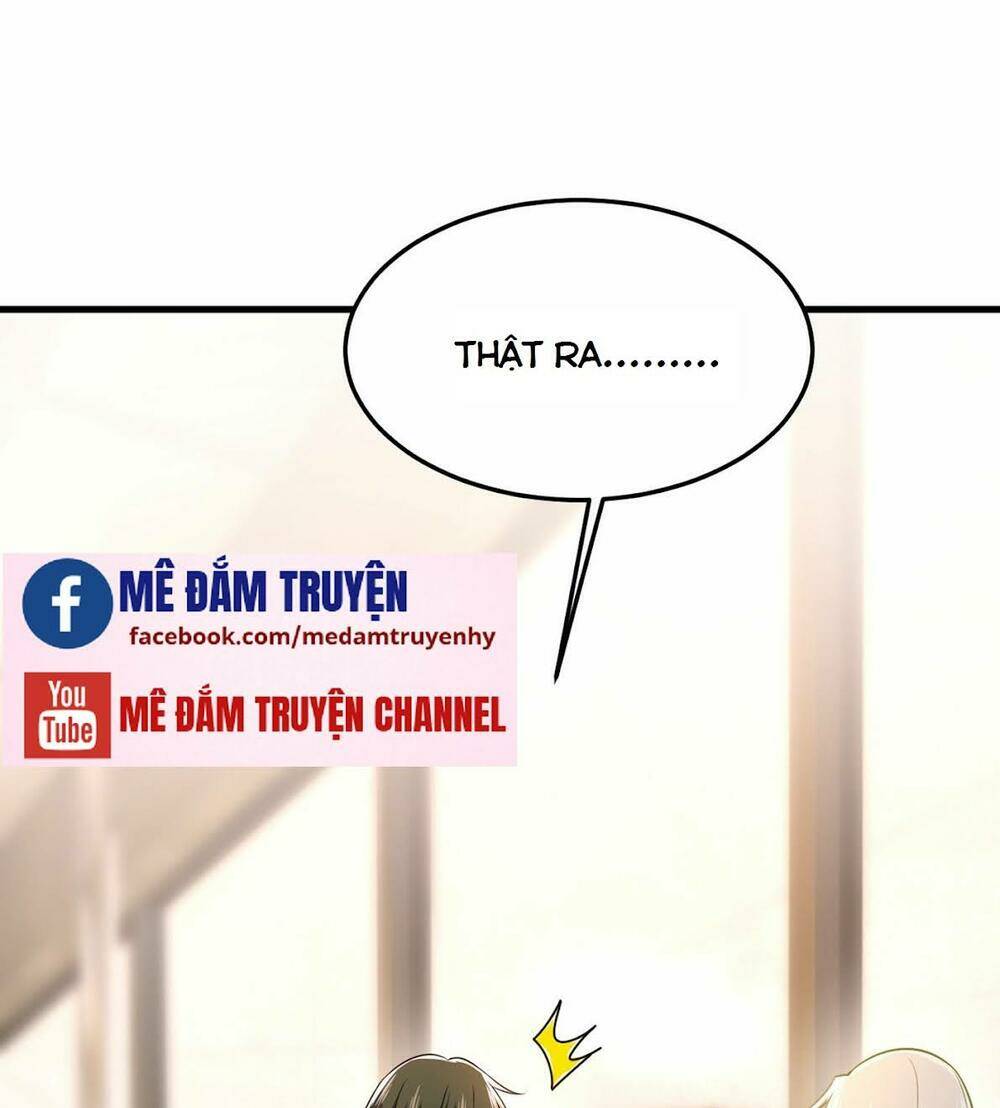 THẬT RA.........
f
MÊ ĐẮM TRUYỆN
facebook.com/medamtruyenhy
You
Tube
MÊ ĐẮM TRUYỆN CHANNEL